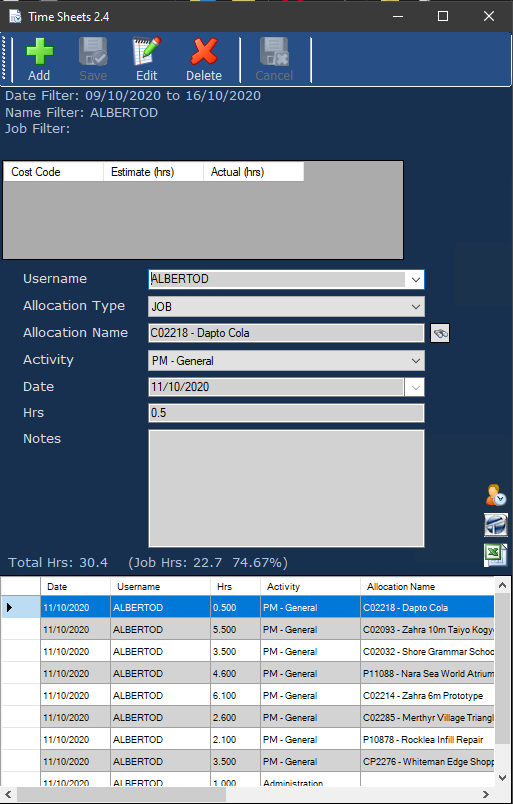 Time Sheets 2.4
Add Save Edit Delete Cancel
Date Filter: 09/10/2020 to 16/10/2020
Name Filter: ALBERTOD
Job Filter:
Cost Code Estimate (hrs) Actual (hrs)
Username ALBERTOD
Allocation Type JOB
Allocation Name C02218 - Dapto Cola
Activity PM - General
Date 11/10/2020
Hrs 0.5
Notes
Total Hrs: 30.4 (Job Hrs: 22.7 74.67%)
Date Username Hrs Activity Allocation Name
11/10/2020 ALBERTOD 0.500 PM - General C02218 - Dapto Cola
11/10/2020 ALBERTOD 5.500 PM - General C02093 - Zahra 10m Taiyo Kogy
11/10/2020 ALBERTOD 3.500 PM - General C02032 - Shore Grammar Schoo
11/10/2020 ALBERTOD 4.600 PM - General P11088 - Nara Sea World Atrium
11/10/2020 ALBERTOD 6.100 PM - General C02214 - Zahra 6m Prototype
11/10/2020 ALBERTOD 2.600 PM - General C02285 - Merthyr Village Triangl
11/10/2020 ALBERTOD 2.100 PM - General P10878 - Rocklea Infill Repair
11/10/2020 ALBERTOD 3.500 PM - General CP2276 - Whiteman Edge Shopp
11/10/2020 ALBERTOD 1.000 Administration